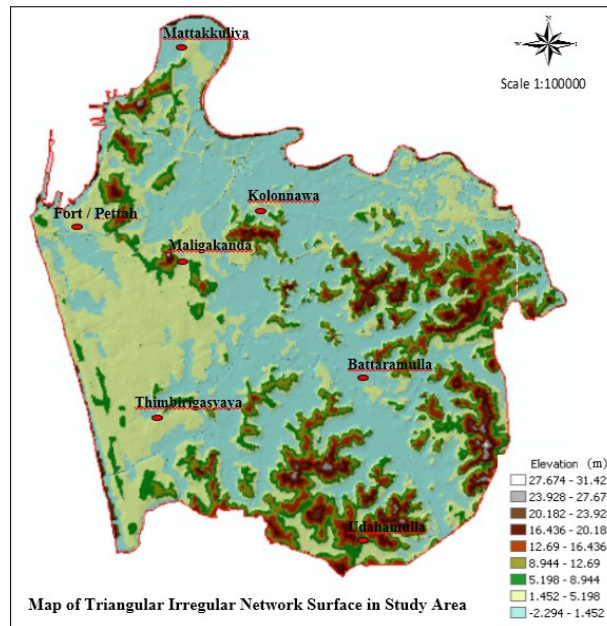 Mattakkuliya
N
W
E
S
Scale 1:100000
Kolonnawa
Fort / Pettah
Maligakanda
Battaramulla
Thimbirigasyaya
Udahamulla
Elevation (m)
27.674 - 31.42
23.928 - 27.67
20.182 - 23.928
16.436 - 20.182
12.69 - 16.436
8.944 - 12.69
5.198 - 8.944
1.452 - 5.198
-2.294 - 1.452
Map of Triangular Irregular Network Surface in Study Area